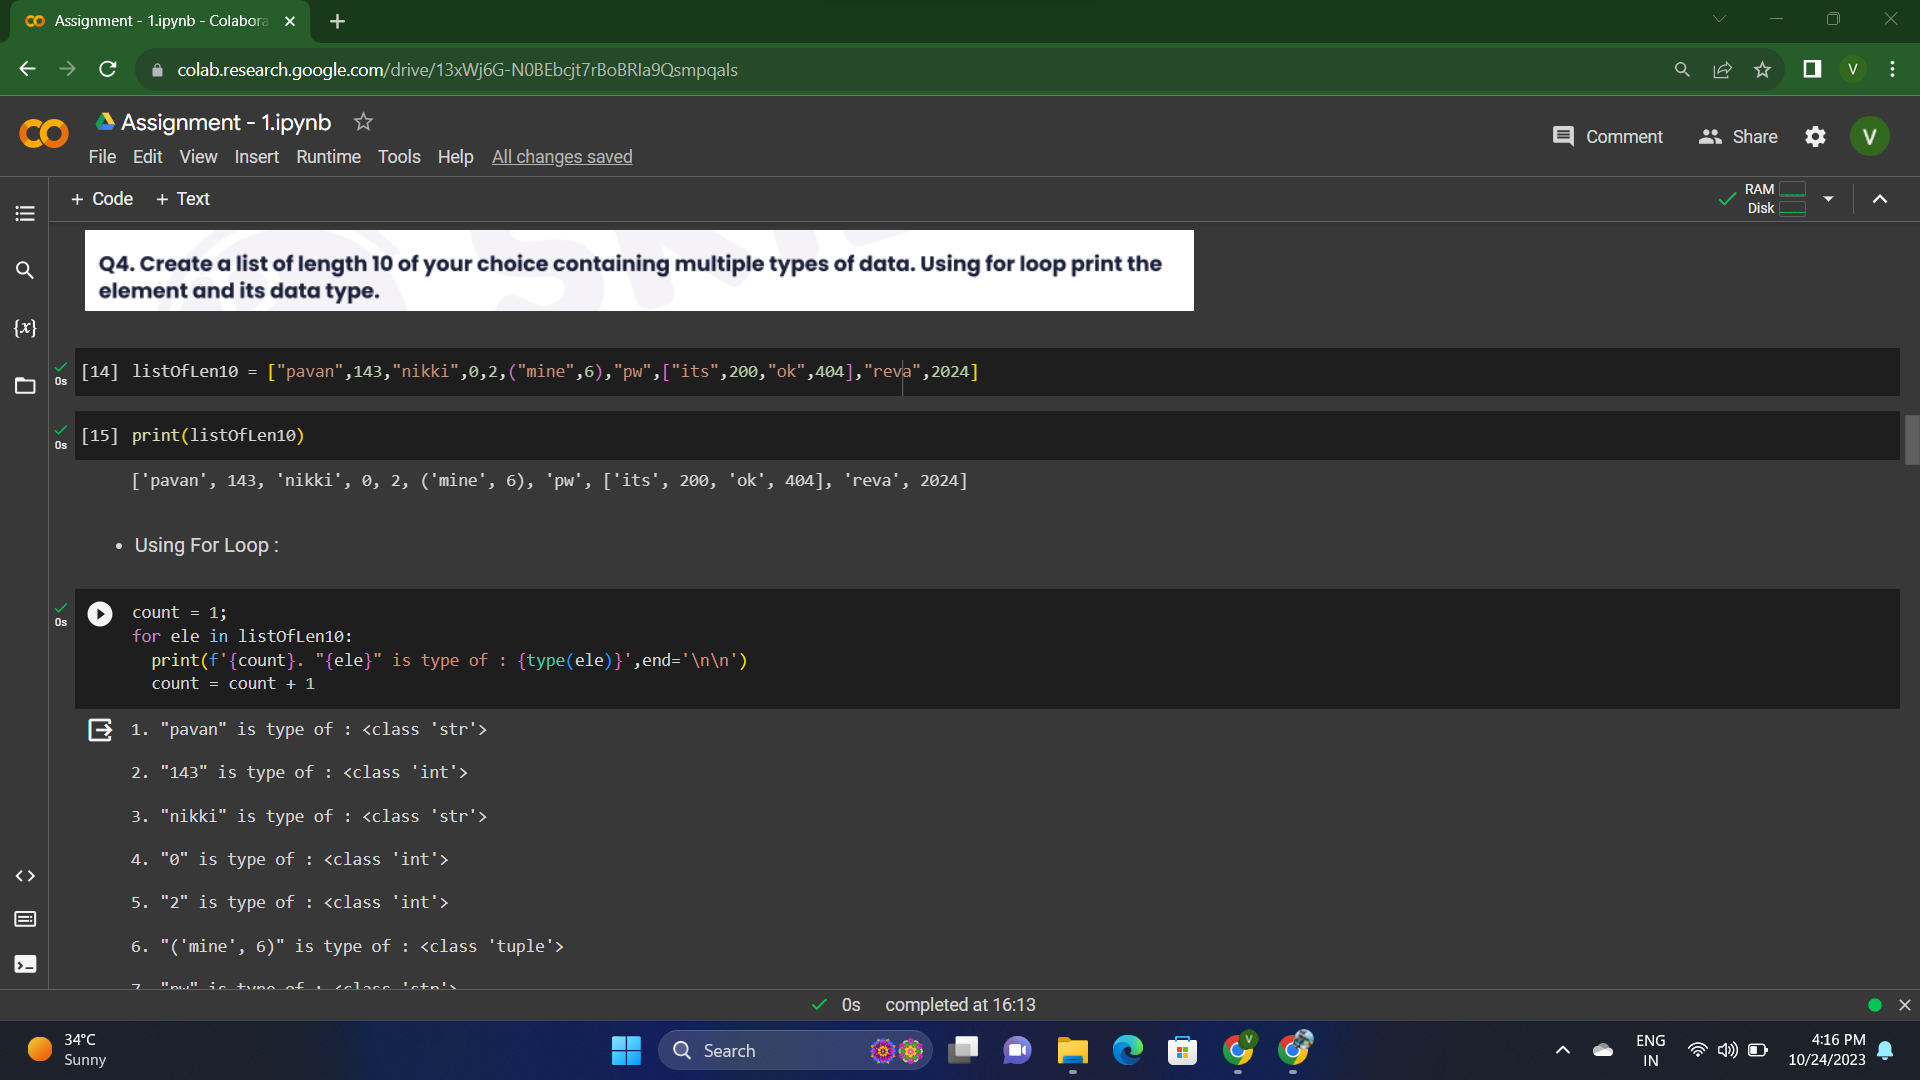 Assignment - 1.ipynb - Colabora
colab.research.google.com/drive/13xWj6G-N0BEbcjt7rBoBRIa9Qsmpqals
V
Assignment - 1.ipynb
File Edit View Insert Runtime Tools Help All changes saved
Comment Share V
+ Code + Text
RAM
Disk
Q4. Create a list of length 10 of your choice containing multiple types of data. Using for loop print the
element and its data type.
{x}
0s [14] listOfLen10 = ["pavan",143,"nikki",0,2,("mine",6),"pw",["its",200,"ok",404],"reva",2024]
0s [15] print(listOfLen10)
['pavan', 143, 'nikki', 0, 2, ('mine', 6), 'pw', ['its', 200, 'ok', 404], 'reva', 2024]
• Using For Loop :
0s
count = 1;
for ele in listOfLen10:
  print(f'{count}. "{ele}" is type of : {type(ele)}',end='\n\n')
  count = count + 1
1. "pavan" is type of : <class 'str'>
2. "143" is type of : <class 'int'>
3. "nikki" is type of : <class 'str'>
4. "0" is type of : <class 'int'>
5. "2" is type of : <class 'int'>
6. "('mine', 6)" is type of : <class 'tuple'>
7. "pw" is type of : <class 'str'>
0s completed at 16:13
34°C
Sunny
Search
V
ENG
IN
4:16 PM
10/24/2023